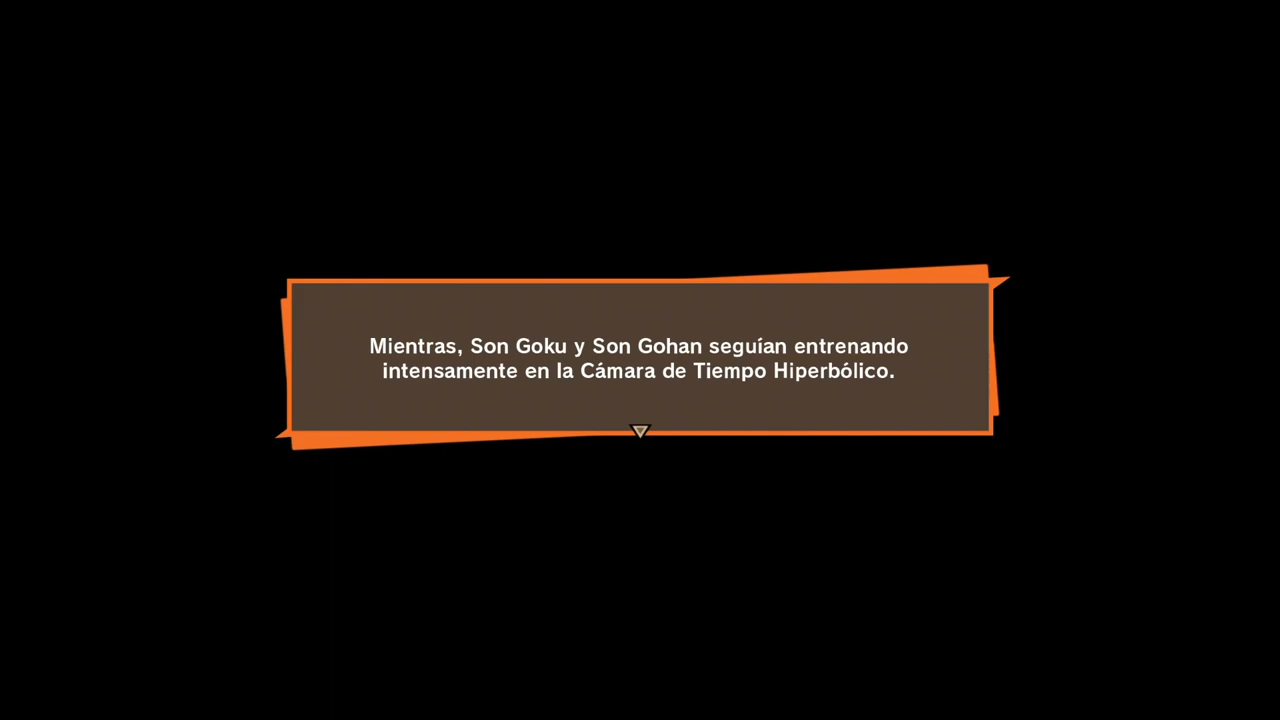 Mientras, Son Goku y Son Gohan seguían entrenando
intensamente en la Cámara de Tiempo Hiperbólico.